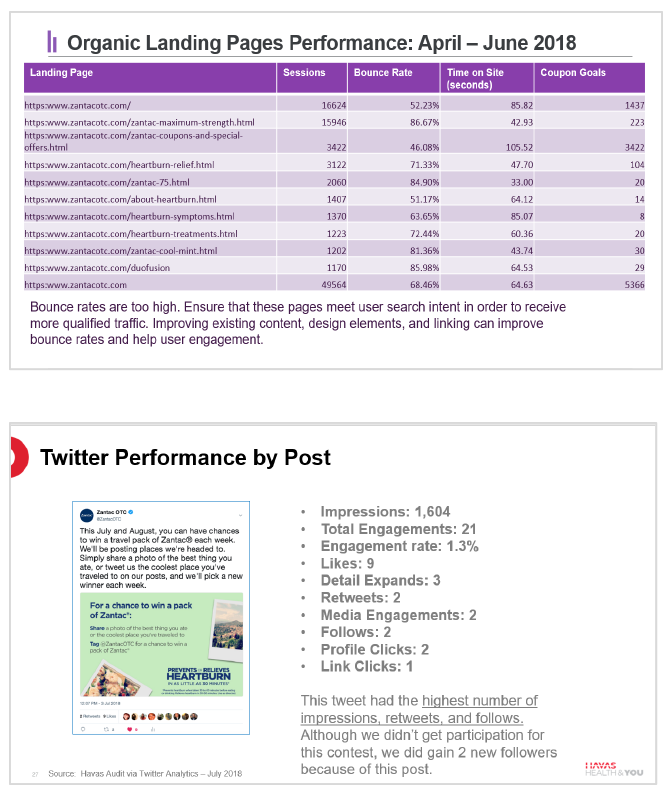 Organic Landing Pages Performance: April – June 2018
Landing Page Sessions Bounce Rate Time on Site (seconds) Coupon Goals
https:www.zantacotc.com/ 16624 52.23% 85.82 1437
https:www.zantacotc.com/zantac-maximum-strength.html 15946 86.67% 42.93 223
https:www.zantacotc.com/zantac-coupons-and-special-
offers.html 3422 46.08% 105.52 3422
https:www.zantacotc.com/heartburn-relief.html 3122 71.33% 47.70 104
https:www.zantacotc.com/zantac-75.html 2060 84.90% 33.00 20
https:www.zantacotc.com/about-heartburn.html 1407 51.17% 64.12 14
https:www.zantacotc.com/heartburn-symptoms.html 1370 63.65% 85.07 8
https:www.zantacotc.com/heartburn-treatments.html 1223 72.44% 60.36 20
https:www.zantacotc.com/zantac-cool-mint.html 1202 81.36% 43.74 30
https:www.zantacotc.com/duofusion 1170 85.98% 64.53 29
https:www.zantacotc.com 49564 68.46% 64.63 5366
Bounce rates are too high. Ensure that these pages meet user search intent in order to receive
more qualified traffic. Improving existing content, design elements, and linking can improve
bounce rates and help user engagement.
Twitter Performance by Post
Zantac OTC
@ZantacOTC
This July and August, you can have chances
to win a travel pack of Zantac® each week.
We'll be posting places we're headed to.
Simply share a photo of the best thing you
ate, or tweet us the coolest place you've
traveled to on our posts, and we'll pick a new
winner each week.
For a chance to win a pack
of Zantac®:
Share a photo of the best thing you ate
or the coolest place you've traveled to
Tag @ZantacOTC for a chance to win a
pack of Zantac®
PREVENTS & RELIEVES
HEARTBURN
IN AS LITTLE AS 30 MINUTES*
2 Retweets 9 Likes
• Impressions: 1,604
• Total Engagements: 21
• Engagement rate: 1.3%
• Likes: 9
• Detail Expands: 3
• Retweets: 2
• Media Engagements: 2
• Follows: 2
• Profile Clicks: 2
• Link Clicks: 1
This tweet had the highest number of
impressions, retweets, and follows.
Although we didn't get participation for
this contest, we did gain 2 new followers
because of this post.
27 Source: Havas Audit via Twitter Analytics – July 2018
HAVAS
HEALTH & YOU